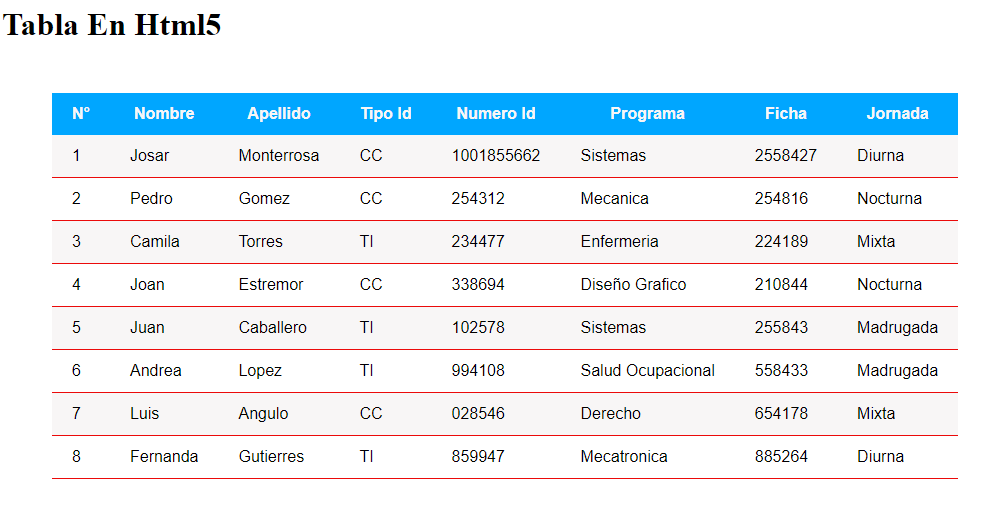 Tabla En Html5
N° Nombre Apellido Tipo Id Numero Id Programa Ficha Jornada
1 Josar Monterrosa CC 1001855662 Sistemas 2558427 Diurna
2 Pedro Gomez CC 254312 Mecanica 254816 Nocturna
3 Camila Torres TI 234477 Enfermeria 224189 Mixta
4 Joan Estremor CC 338694 Diseño Grafico 210844 Nocturna
5 Juan Caballero TI 102578 Sistemas 255843 Madrugada
6 Andrea Lopez TI 994108 Salud Ocupacional 558433 Madrugada
7 Luis Angulo CC 028546 Derecho 654178 Mixta
8 Fernanda Gutierres TI 859947 Mecatronica 885264 Diurna